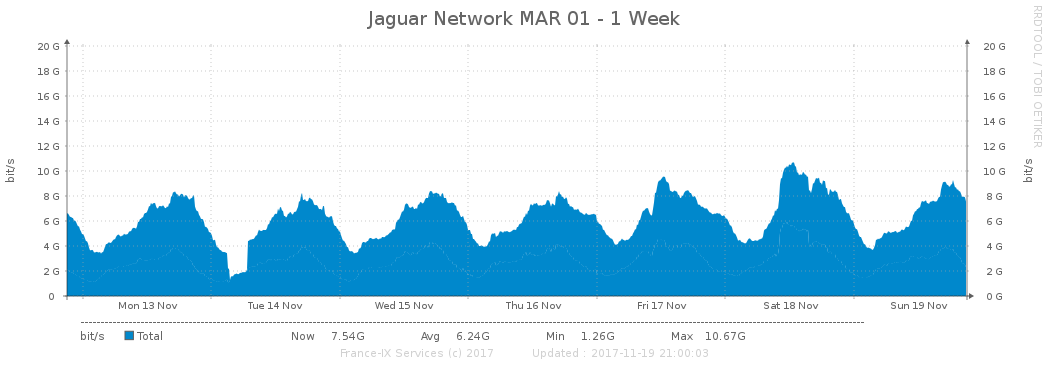 Jaguar Network MAR 01 - 1 Week
RRDTOOL / TOBI OETIKER
20 G 20 G
18 G 18 G
16 G 16 G
14 G 14 G
12 G 12 G
10 G 10 G
8 G 8 G
6 G 6 G
4 G 4 G
2 G 2 G
0 0 G
bit/s
bit/s
Mon 13 Nov Tue 14 Nov Wed 15 Nov Thu 16 Nov Fri 17 Nov Sat 18 Nov Sun 19 Nov
bit/s Total Now 7.54G Avg 6.24G Min 1.26G Max 10.67G
France-IX Services (c) 2017 Updated : 2017-11-19 21:00:03